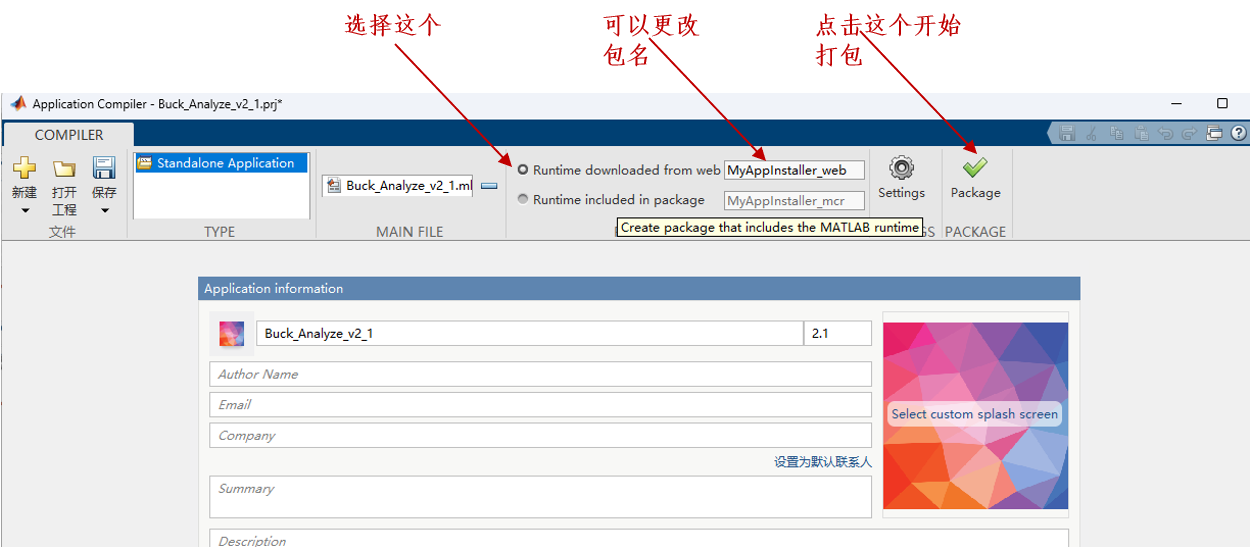 选择这个
可以更改
包名
点击这个开始
打包
Application Compiler - Buck_Analyze_v2_1.prj*
COMPILER
新建
打开
工程
保存
文件
Standalone Application
TYPE
Buck_Analyze_v2_1.ml
MAIN FILE
Runtime downloaded from web
MyAppInstaller_web
Runtime included in package
MyAppInstaller_mcr
Create package that includes the MATLAB runtime
Settings
GS
Package
PACKAGE
Application information
Buck_Analyze_v2_1
2.1
Author Name
Email
Company
设置为默认联系人
Summary
Description
Select custom splash screen